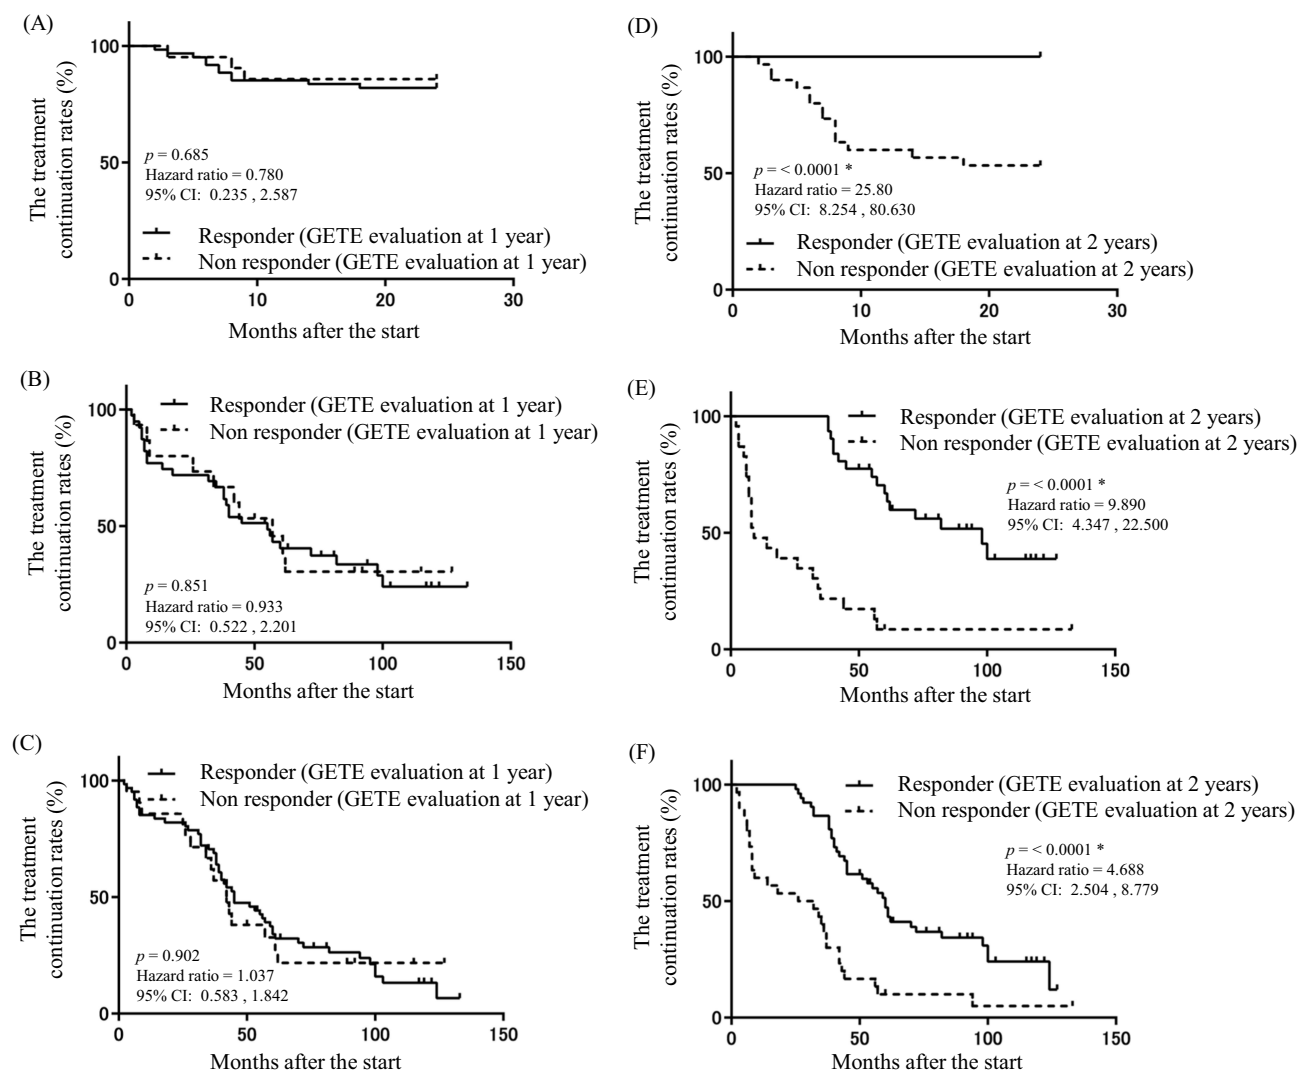 (A)
The treatment
continuation rates (%)
100
50
0
p = 0.685
Hazard ratio = 0.780
95% CI: 0.235 , 2.587
Responder (GETE evaluation at 1 year)
Non responder (GETE evaluation at 1 year)
0 10 20 30
Months after the start
(B)
The treatment
continuation rates (%)
100
50
0
Responder (GETE evaluation at 1 year)
Non responder (GETE evaluation at 1 year)
p = 0.851
Hazard ratio = 0.933
95% CI: 0.522 , 2.201
0 50 100 150
Months after the start
(C)
The treatment
continuation rates (%)
100
50
0
Responder (GETE evaluation at 1 year)
Non responder (GETE evaluation at 1 year)
p = 0.902
Hazard ratio = 1.037
95% CI: 0.583 , 1.842
0 50 100 150
Months after the start
(D)
The treatment
continuation rates (%)
100
50
0
p = < 0.0001 *
Hazard ratio = 25.80
95% CI: 8.254 , 80.630
Responder (GETE evaluation at 2 years)
Non responder (GETE evaluation at 2 years)
0 10 20 30
Months after the start
(E)
The treatment
continuation rates (%)
100
50
0
Responder (GETE evaluation at 2 years)
Non responder (GETE evaluation at 2 years)
p = < 0.0001 *
Hazard ratio = 9.890
95% CI: 4.347 , 22.500
0 50 100 150
Months after the start
(F)
The treatment
continuation rates (%)
100
50
0
Responder (GETE evaluation at 2 years)
Non responder (GETE evaluation at 2 years)
p = < 0.0001 *
Hazard ratio = 4.688
95% CI: 2.504 , 8.779
0 50 100 150
Months after the start